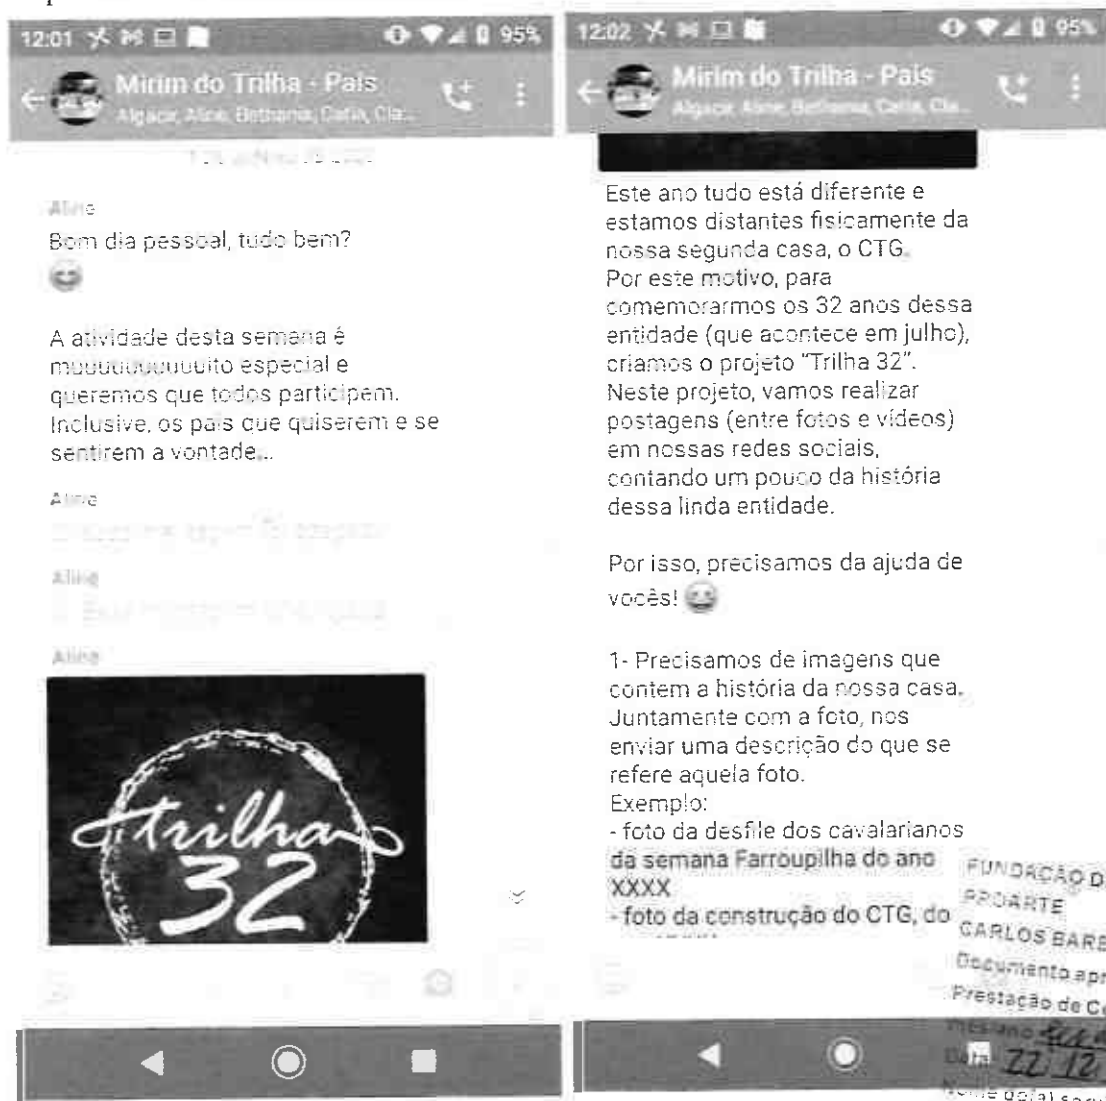 12:01
95%
Mirim do Trilha - Pais
Algacir, Aline, Bethania, Catia, Cla...
Aline
Bom dia pessoal, tudo bem?
A atividade desta semana é
muuuuuuuuuuito especial e
queremos que todos participem.
Inclusive, os pais que quiserem e se
sentirem a vontade...
Aline
Aline
Aline
trilha
32
12:02
95%
Mirim do Trilha - Pais
Algacir, Aline, Bethania, Catia, Cla...
Este ano tudo está diferente e
estamos distantes fisicamente da
nossa segunda casa, o CTG.
Por este motivo, para
comemorarmos os 32 anos dessa
entidade (que acontece em julho),
criamos o projeto "Trilha 32".
Neste projeto, vamos realizar
postagens (entre fotos e vídeos)
em nossas redes sociais,
contando um pouco da história
dessa linda entidade.
Por isso, precisamos da ajuda de
vocês!
1- Precisamos de imagens que
contem a história da nossa casa.
Juntamente com a foto, nos
enviar uma descrição do que se
refere aquela foto.
Exemplo:
- foto da desfile dos cavalarianos
da semana Farroupilha do ano
XXXX
- foto da construção do CTG, do
FUNDAÇÃO D
PROARTE
CARLOS BARB
Documento apr
Prestação de Co
mês/ano
Data 22 12